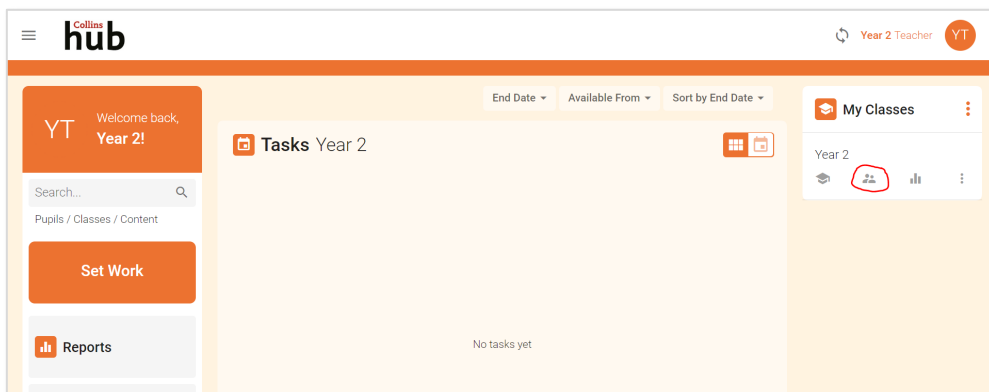 Collins
hub
Year 2 Teacher
YT
YT
Welcome back,
Year 2!
Search...
Pupils / Classes / Content
Set Work
Reports
End Date
Available From
Sort by End Date
Tasks Year 2
No tasks yet
My Classes
Year 2